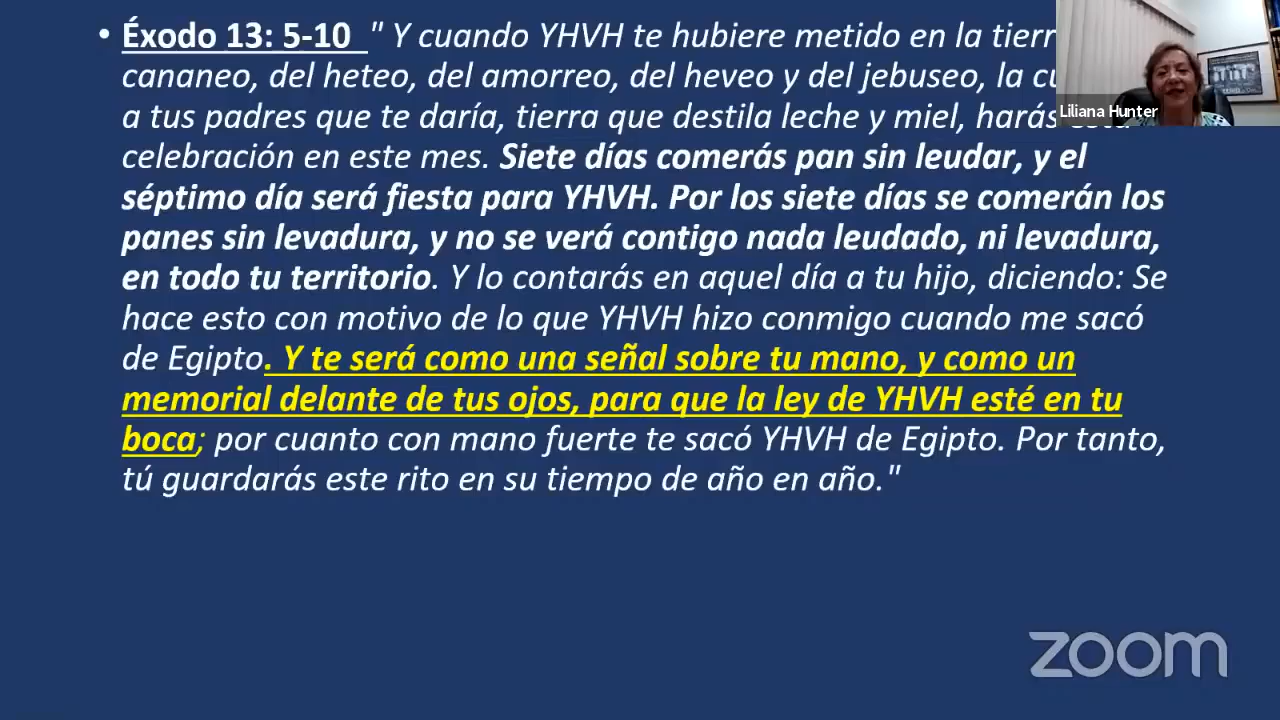 • Éxodo 13: 5-10 " Y cuando YHVH te hubiere metido en la
cananeo, del heteo, del amorreo, del heveo y del jebuseo, la
a tus padres que te daría, tierra que destila leche y miel, harás
celebración en este mes. Siete días comerás pan sin leudar, y el
séptimo día será fiesta para YHVH. Por los siete días se comerán los
panes sin levadura, y no se verá contigo nada leudado, ni levadura,
en todo tu territorio. Y lo contarás en aquel día a tu hijo, diciendo: Se
hace esto con motivo de lo que YHVH hizo conmigo cuando me sacó
de Egipto. Y te será como una señal sobre tu mano, y como un
memorial delante de tus ojos, para que la ley de YHVH esté en tu
boca; por cuanto con mano fuerte te sacó YHVH de Egipto. Por tanto,
tú guardarás este rito en su tiempo de año en año."
Liliana Hunter
zoom